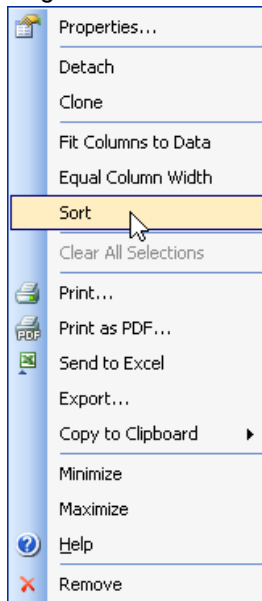 Properties...
Detach
Clone
Fit Columns to Data
Equal Column Width
Sort
Clear All Selections
Print...
PDF
Print as PDF...
Send to Excel
Export...
Copy to Clipboard
Minimize
Maximize
Help
Remove